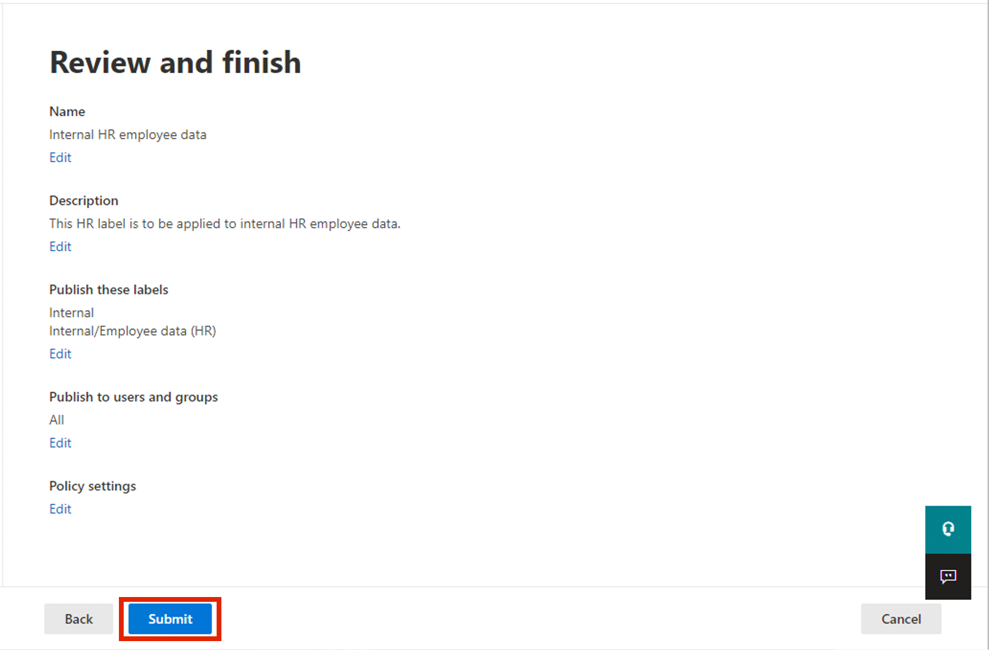 Review and finish
Name
Internal HR employee data
Edit
Description
This HR label is to be applied to internal HR employee data.
Edit
Publish these labels
Internal
Internal/Employee data (HR)
Edit
Publish to users and groups
All
Edit
Policy settings
Edit
Back
Submit
Cancel